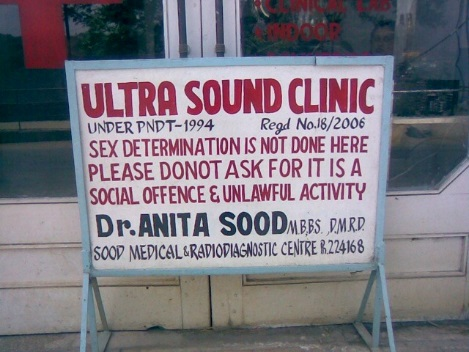 CLINICAL LAB
INDOOR
ULTRA SOUND CLINIC
UNDER PNDT-1994 Regd No.18/2006
SEX DETERMINATION IS NOT DONE HERE
PLEASE DONOT ASK FOR IT IS A
SOCIAL OFFENCE & UNLAWFUL ACTIVITY
Dr. ANITA SOOD M.B.B.S. D.M.R.D.
SOOD MEDICAL & RADIODIAGNOSTIC CENTRE Ph. 224168